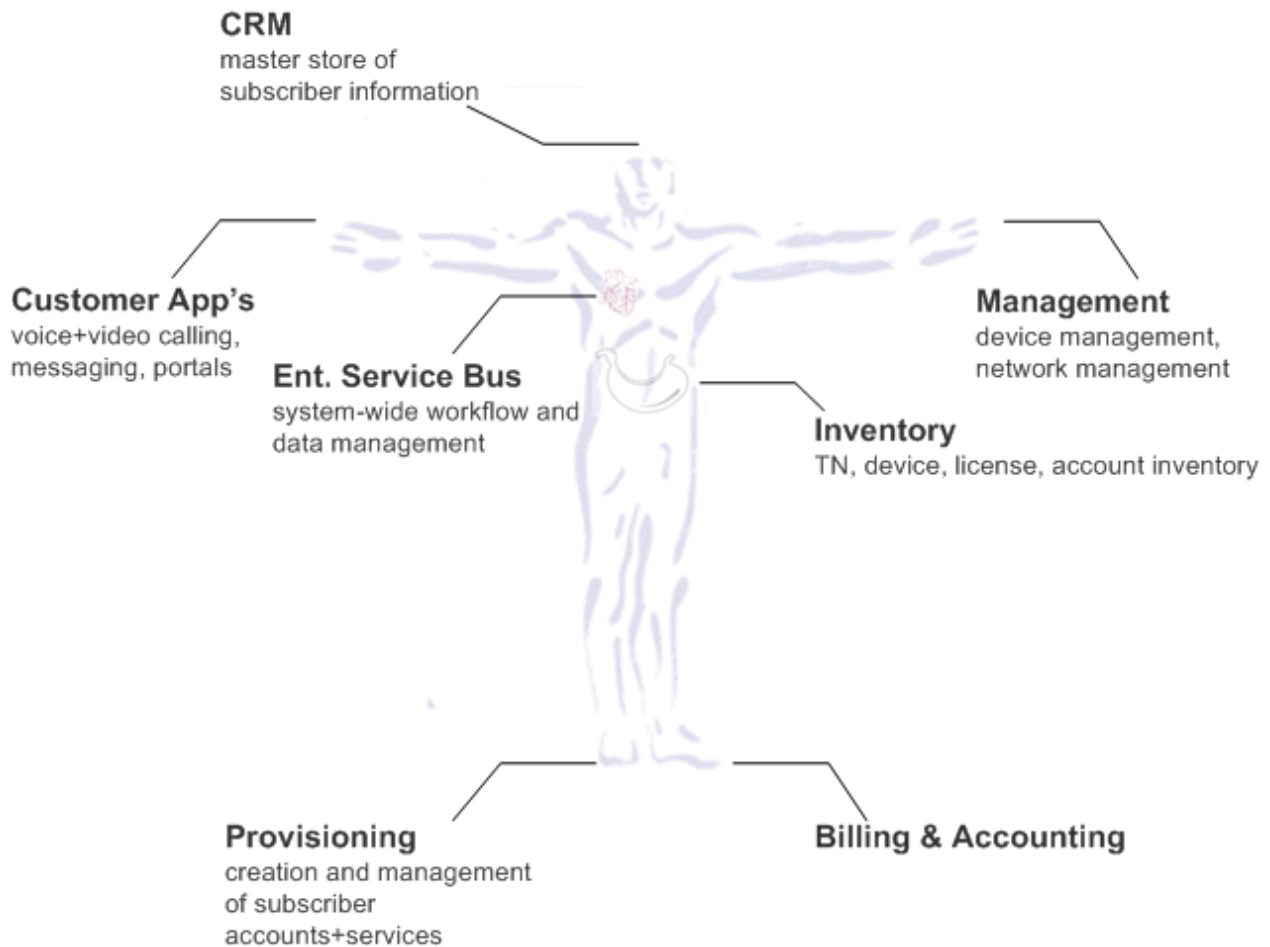 CRM
master store of
subscriber information
Customer App's
voice+video calling,
messaging, portals
Ent. Service Bus
system-wide workflow and
data management
Management
device management,
network management
Inventory
TN, device, license, account inventory
Provisioning
creation and management
of subscriber
accounts+services
Billing & Accounting